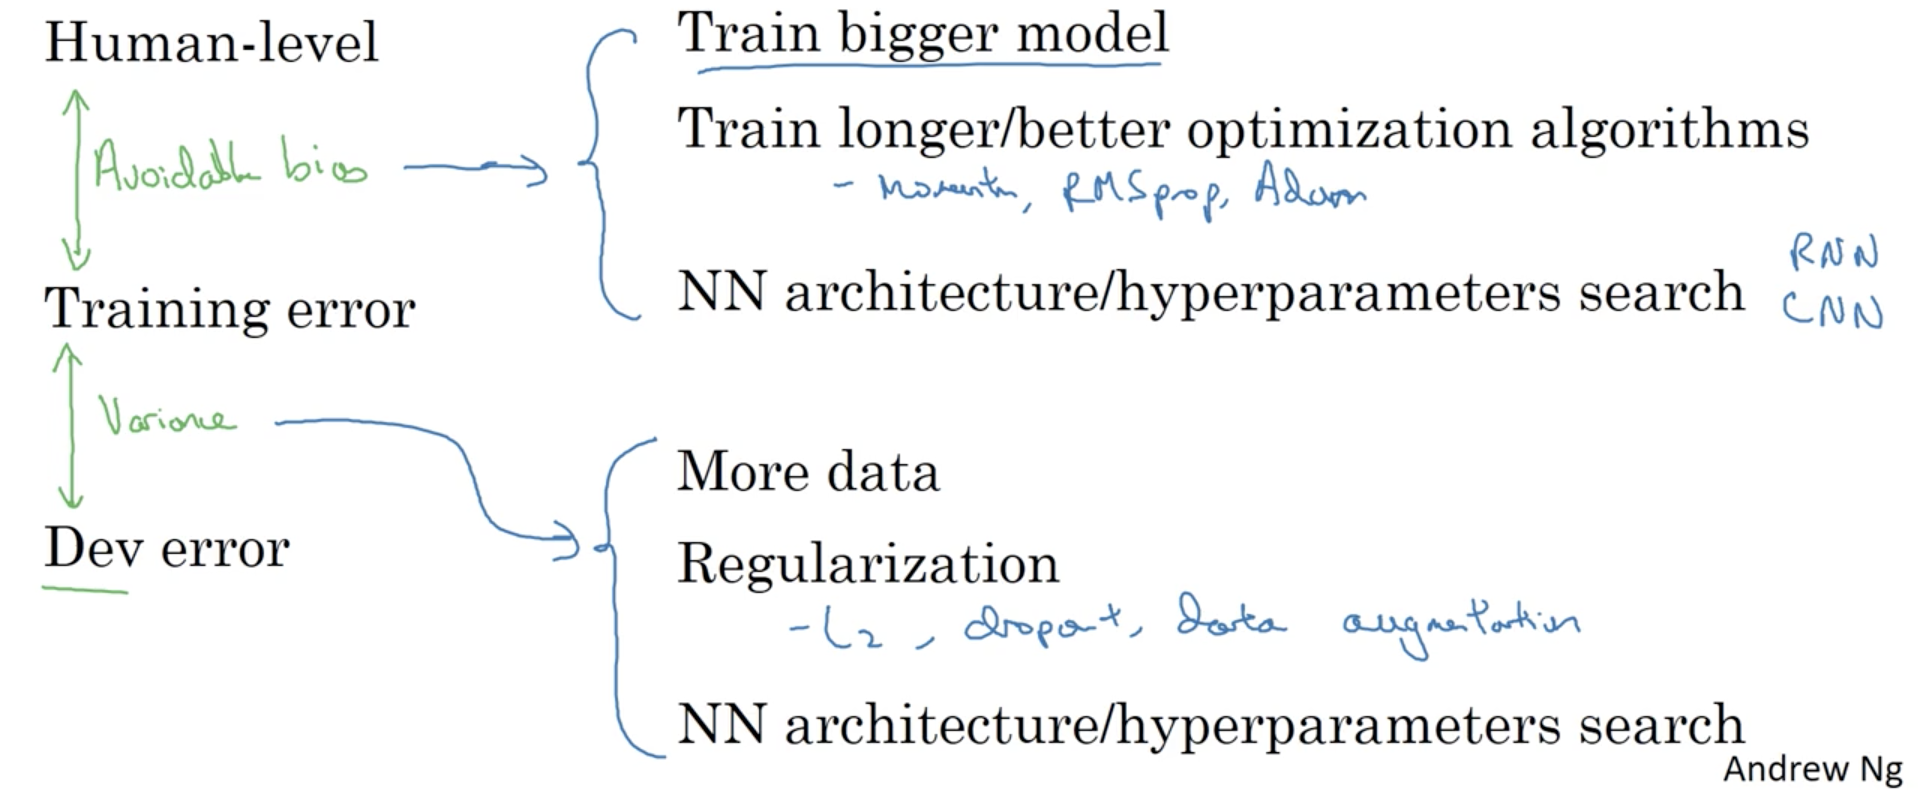 Human-level
Avoidable bias
Training error
Variance
Dev error
Train bigger model
Train longer/better optimization algorithms
- Momentum, RMSprop, Adam
NN architecture/hyperparameters search
RNN
CNN
More data
Regularization
- L2, dropout, data augmentation
NN architecture/hyperparameters search
Andrew Ng